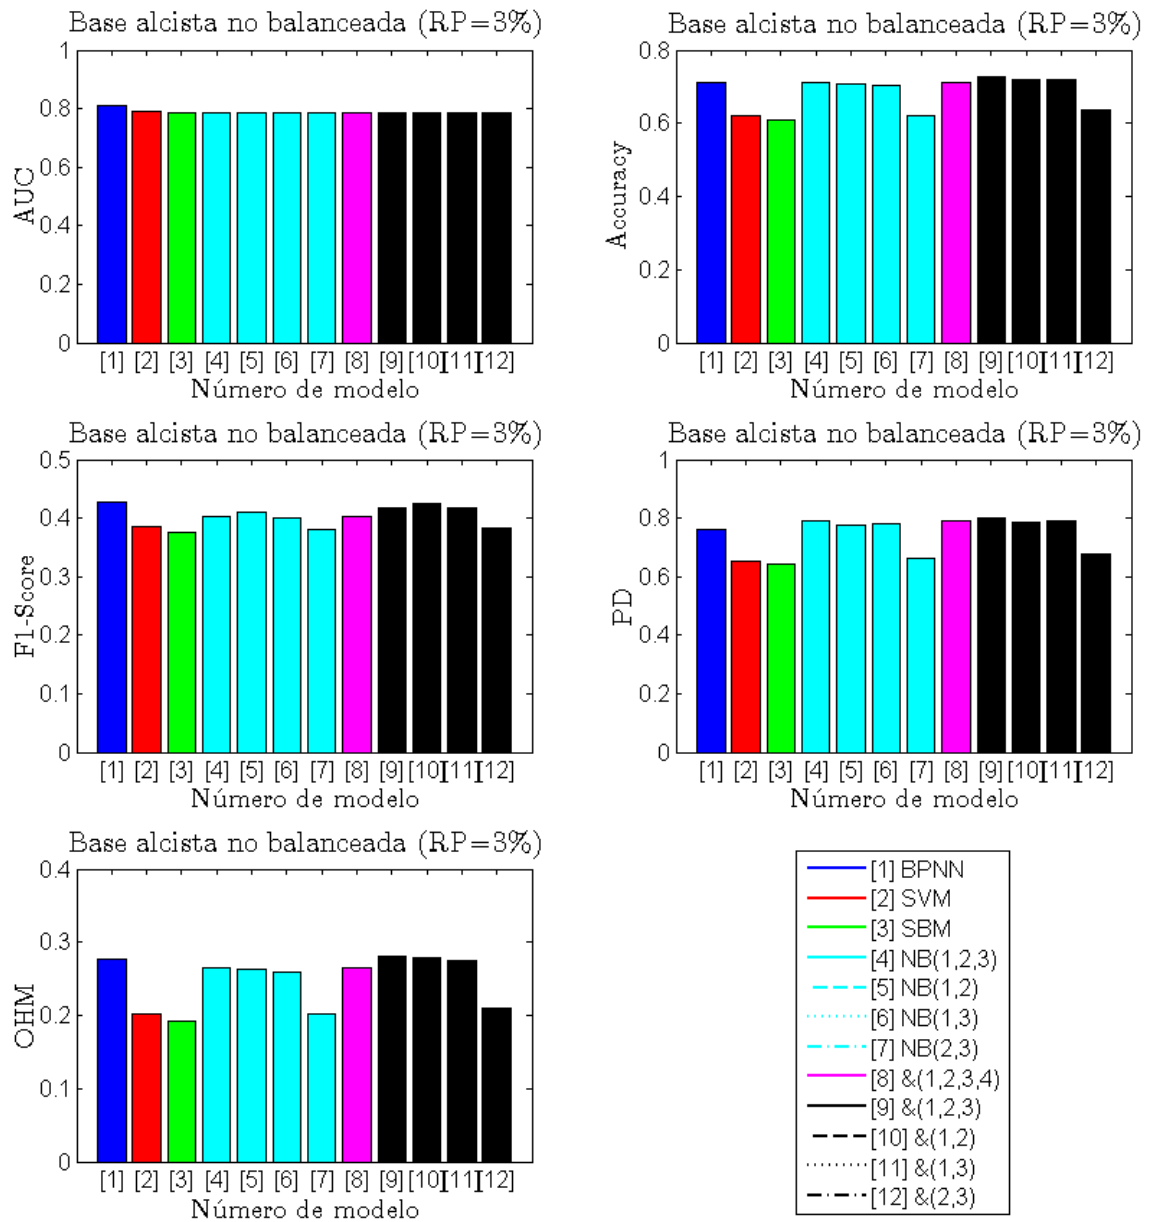 Base alcista no balanceada (RP=3%)
1
0.8
0.6
0.4
0.2
0
AUC
[1] [2] [3] [4] [5] [6] [7] [8] [9] [10] [11] [12]
Número de modelo
Base alcista no balanceada (RP=3%)
0.8
0.6
0.4
0.2
0
Accuracy
[1] [2] [3] [4] [5] [6] [7] [8] [9] [10] [11] [12]
Número de modelo
Base alcista no balanceada (RP=3%)
0.5
0.4
0.3
0.2
0.1
0
F1-Score
[1] [2] [3] [4] [5] [6] [7] [8] [9] [10] [11] [12]
Número de modelo
Base alcista no balanceada (RP=3%)
1
0.8
0.6
0.4
0.2
0
PD
[1] [2] [3] [4] [5] [6] [7] [8] [9] [10] [11] [12]
Número de modelo
Base alcista no balanceada (RP=3%)
0.4
0.3
0.2
0.1
0
OHM
[1] [2] [3] [4] [5] [6] [7] [8] [9] [10] [11] [12]
Número de modelo
[1] BPNN
[2] SVM
[3] SBM
[4] NB(1,2,3)
[5] NB(1,2)
[6] NB(1,3)
[7] NB(2,3)
[8] &(1,2,3,4)
[9] &(1,2,3)
[10] &(1,2)
[11] &(1,3)
[12] &(2,3)